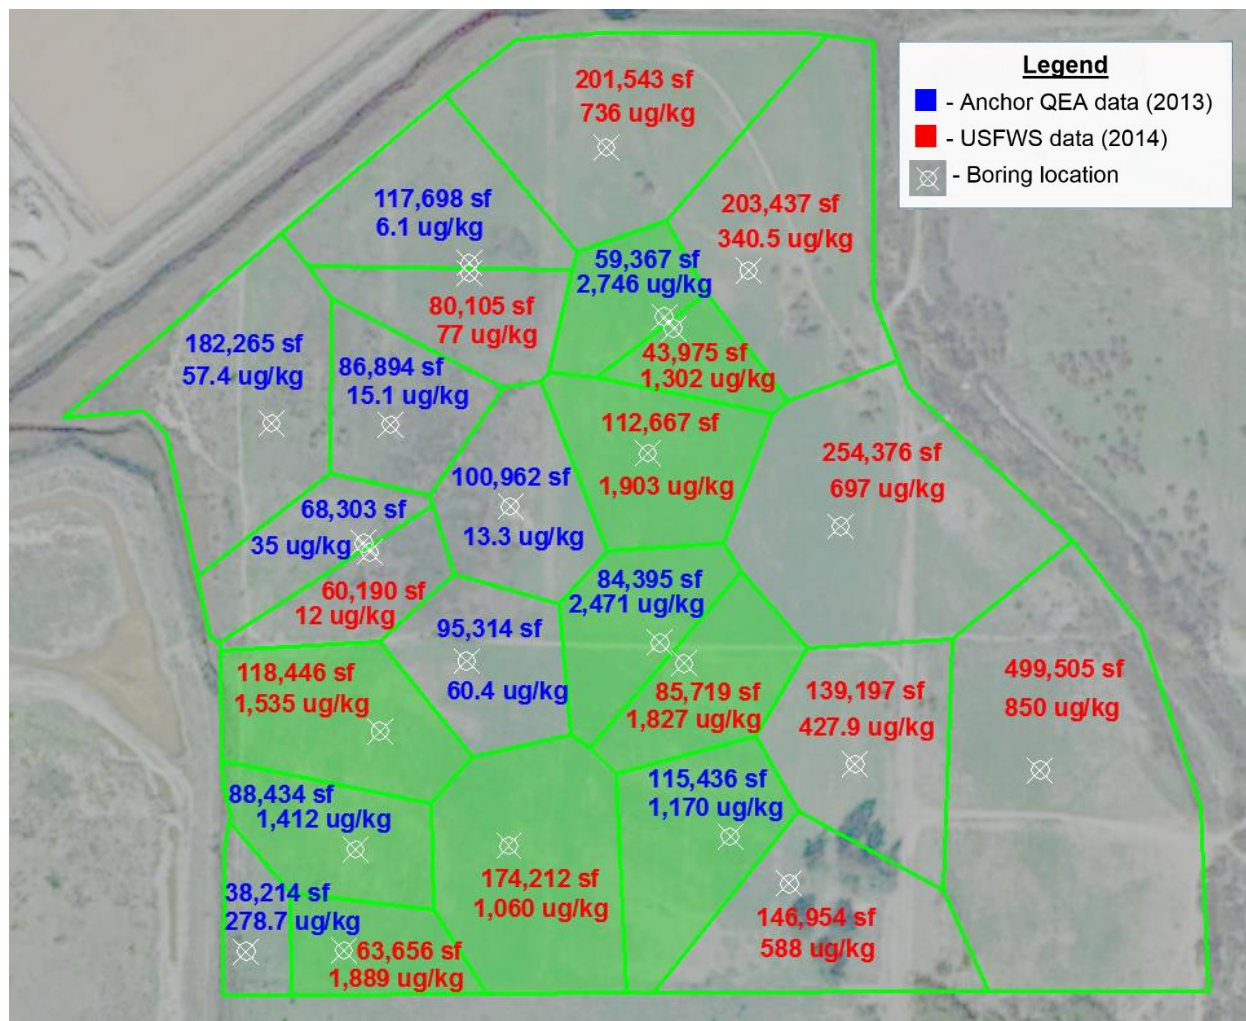 Legend
- Anchor QEA data (2013)
- USFWS data (2014)
- Boring location
201,543 sf
736 ug/kg
117,698 sf
6.1 ug/kg
203,437 sf
340.5 ug/kg
59,367 sf
2,746 ug/kg
80,105 sf
77 ug/kg
182,265 sf
57.4 ug/kg
86,894 sf
15.1 ug/kg
43,975 sf
1,302 ug/kg
112,667 sf
1,903 ug/kg
254,376 sf
697 ug/kg
100,962 sf
13.3 ug/kg
68,303 sf
35 ug/kg
60,190 sf
12 ug/kg
84,395 sf
2,471 ug/kg
95,314 sf
60.4 ug/kg
118,446 sf
1,535 ug/kg
85,719 sf
1,827 ug/kg
139,197 sf
427.9 ug/kg
499,505 sf
850 ug/kg
115,436 sf
1,170 ug/kg
88,434 sf
1,412 ug/kg
174,212 sf
1,060 ug/kg
38,214 sf
278.7 ug/kg
146,954 sf
588 ug/kg
63,656 sf
1,889 ug/kg